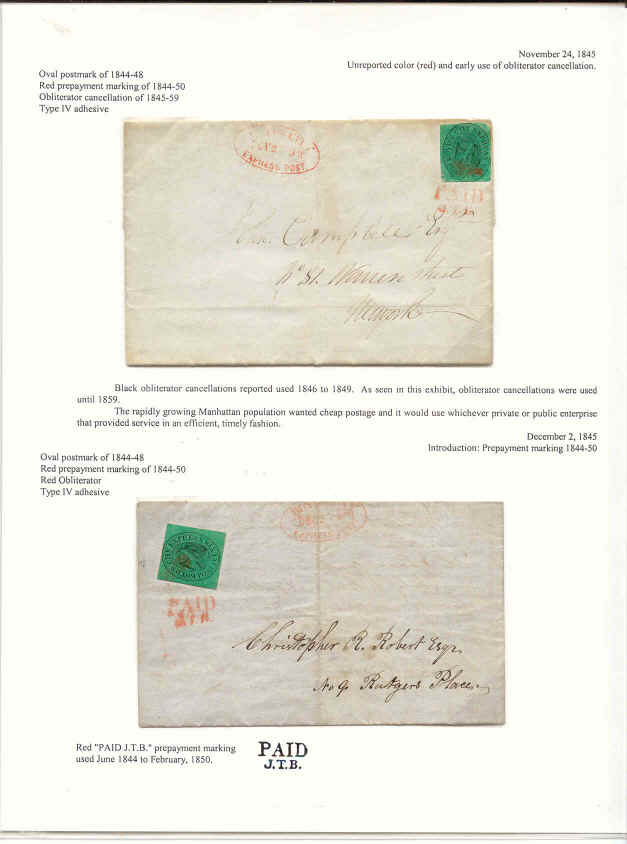 November 24, 1845
Unreported color (red) and early use of obliterator cancellation.
Oval postmark of 1844-48
Red prepayment marking of 1844-50
Obliterator cancellation of 1845-59
Type IV adhesive
EXPRESS POST
PAID
Campbell Esq
Warren street
Black obliterator cancellations reported used 1846 to 1849. As seen in this exhibit, obliterator cancellations were used
until 1859.
The rapidly growing Manhattan population wanted cheap postage and it would use whichever private or public enterprise
that provided service in an efficient, timely fashion.
December 2, 1845
Introduction: Prepayment marking 1844-50
Oval postmark of 1844-48
Red prepayment marking of 1844-50
Red Obliterator
Type IV adhesive
PAID
Christopher R. Robert Esqr.
No 9. Rutgers Place
Red "PAID J.T.B." prepayment marking
used June 1844 to February, 1850.
PAID
J.T.B.